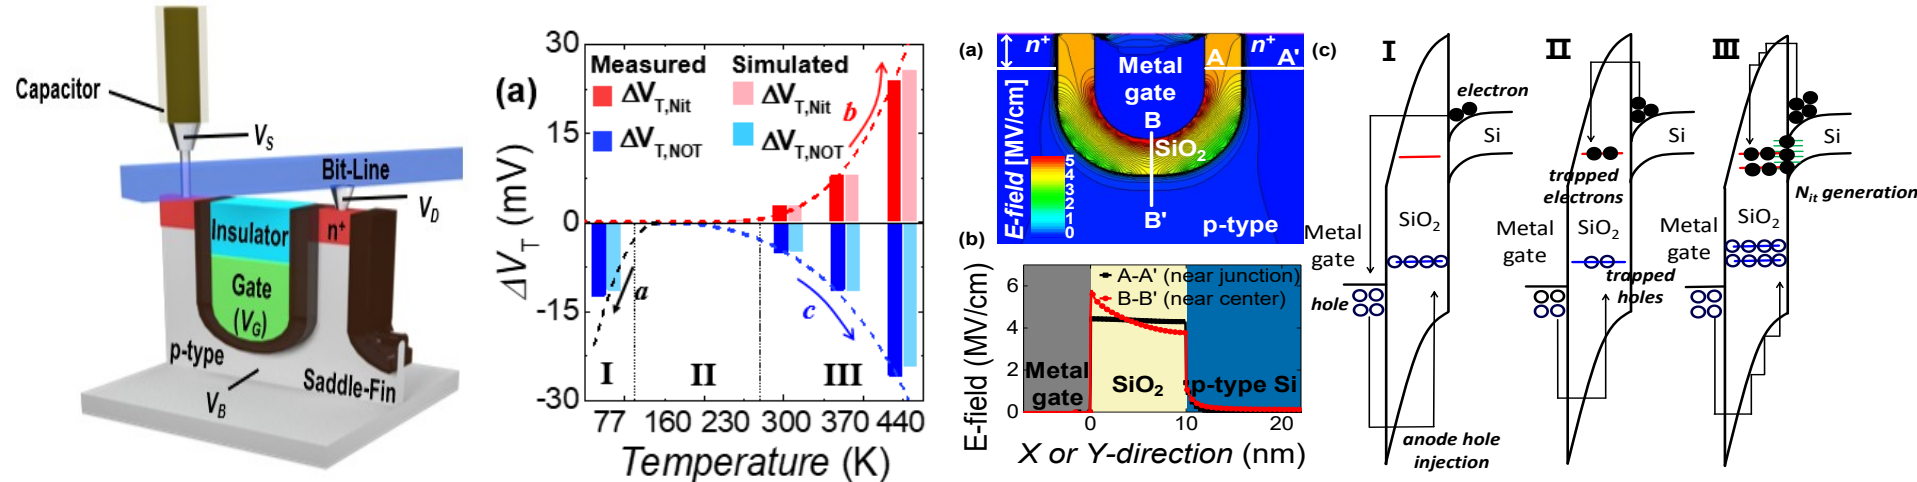 Capacitor
V_S
Bit-Line
V_D
Insulator
n⁺
Gate
(V_G)
p-type
V_B
Saddle-Fin
(a)
Measured Simulated
ΔV_T,Nit ΔV_T,Nit
ΔV_T,NOT ΔV_T,NOT
b
a
c
I II III
ΔV_T (mV)
30
15
0
-15
-30
77 160 230 300 370 440
Temperature (K)
(a)
n⁺ n⁺
Metal
gate
A A'
B
SiO₂
B'
p-type
E-field [MV/cm]
5
4
3
2
1
0
(b)
A-A' (near junction)
B-B' (near center)
Metal
gate
SiO₂
p-type Si
E-field (MV/cm)
6
4
2
0
0 10 20
X or Y-direction (nm)
(c)
I
electron
Si
SiO₂
Metal
gate
hole
anode hole
injection
II
trapped
electrons
Si
SiO₂
Metal
gate
trapped
holes
III
Si
N_it generation
SiO₂
Metal
gate